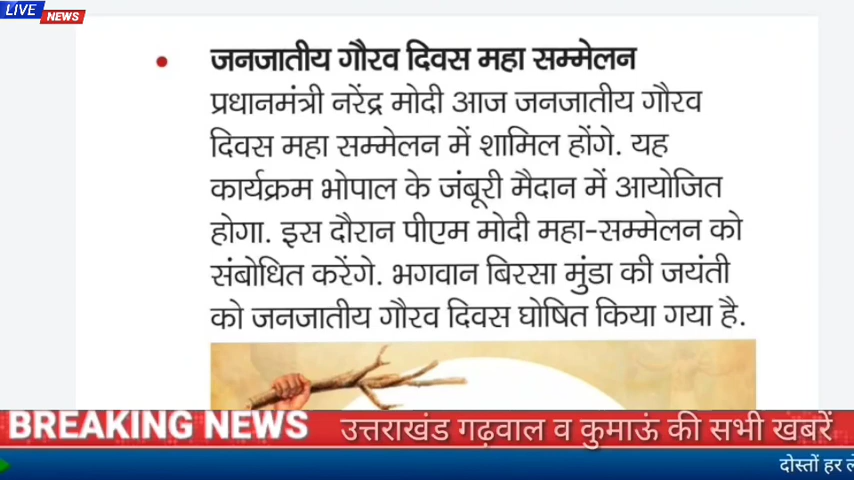 LIVE
NEWS
जनजातीय गौरव दिवस महा सम्मेलन
प्रधानमंत्री नरेंद्र मोदी आज जनजातीय गौरव
दिवस महा सम्मेलन में शामिल होंगे. यह
कार्यक्रम भोपाल के जंबूरी मैदान में आयोजित
होगा. इस दौरान पीएम मोदी महा-सम्मेलन को
संबोधित करेंगे. भगवान बिरसा मुंडा की जयंती
को जनजातीय गौरव दिवस घोषित किया गया है.
BREAKING NEWS उत्तराखंड गढ़वाल व कुमाऊं की सभी खबरें
दोस्तों हर